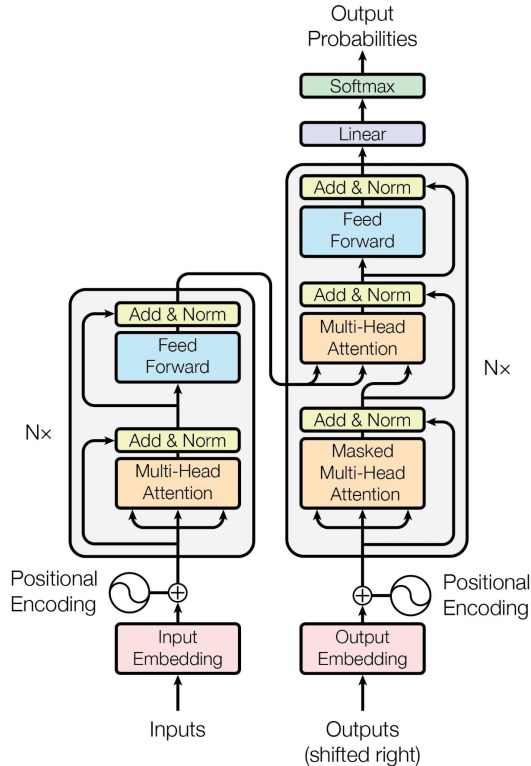 Output
Probabilities
Softmax
Linear
Add & Norm
Feed
Forward
Add & Norm
Multi-Head
Attention
Add & Norm
Masked
Multi-Head
Attention
N×
Add & Norm
Feed
Forward
Add & Norm
Multi-Head
Attention
N×
Positional
Encoding
Positional
Encoding
Input
Embedding
Output
Embedding
Inputs
Outputs
(shifted right)